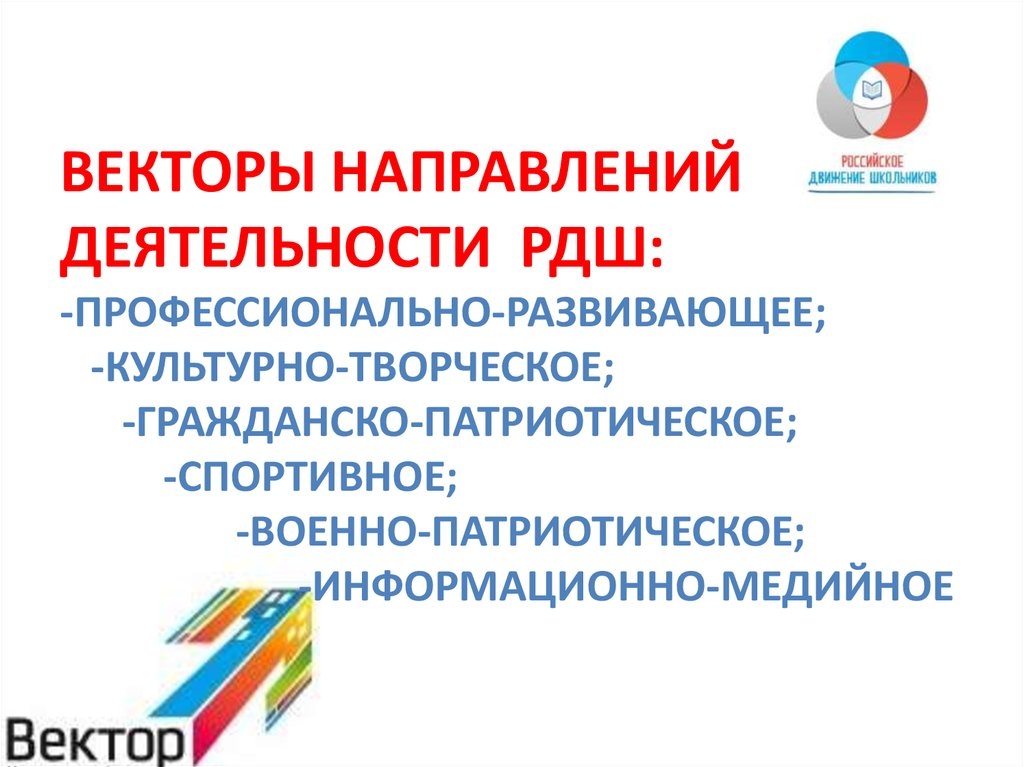 РОССИЙСКОЕ
ДВИЖЕНИЕ ШКОЛЬНИКОВ
ВЕКТОРЫ НАПРАВЛЕНИЙ
ДЕЯТЕЛЬНОСТИ РДШ:
-ПРОФЕССИОНАЛЬНО-РАЗВИВАЮЩЕЕ;
-КУЛЬТУРНО-ТВОРЧЕСКОЕ;
-ГРАЖДАНСКО-ПАТРИОТИЧЕСКОЕ;
-СПОРТИВНОЕ;
-ВОЕННО-ПАТРИОТИЧЕСКОЕ;
-ИНФОРМАЦИОННО-МЕДИЙНОЕ
Вектор